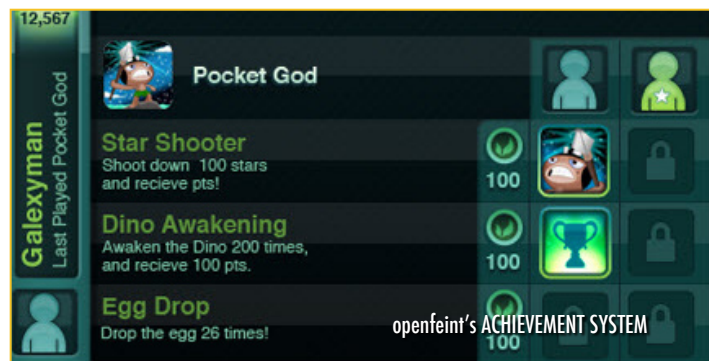 12,567
Galexyman
Last Played Pocket God
Pocket God
Star Shooter
Shoot down 100 stars
and recieve pts!
100
Dino Awakening
Awaken the Dino 200 times,
and recieve 100 pts.
100
Egg Drop
Drop the egg 26 times!
100
openfeint's ACHIEVEMENT SYSTEM